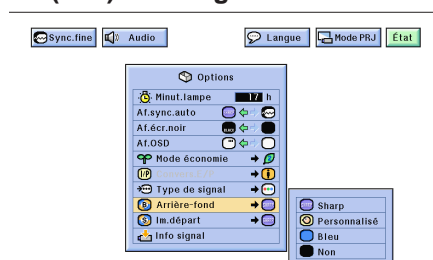 Sync.fine Audio Langue Mode PRJ État
Options
Minut.lampe 17 h
Af.sync.auto
Af.écr.noir BLACK
Af.OSD
Mode économie
I/P
Type de signal
B Arrière-fond
S Im.départ
Info signal
Sharp
Personnalisé
Bleu
Non